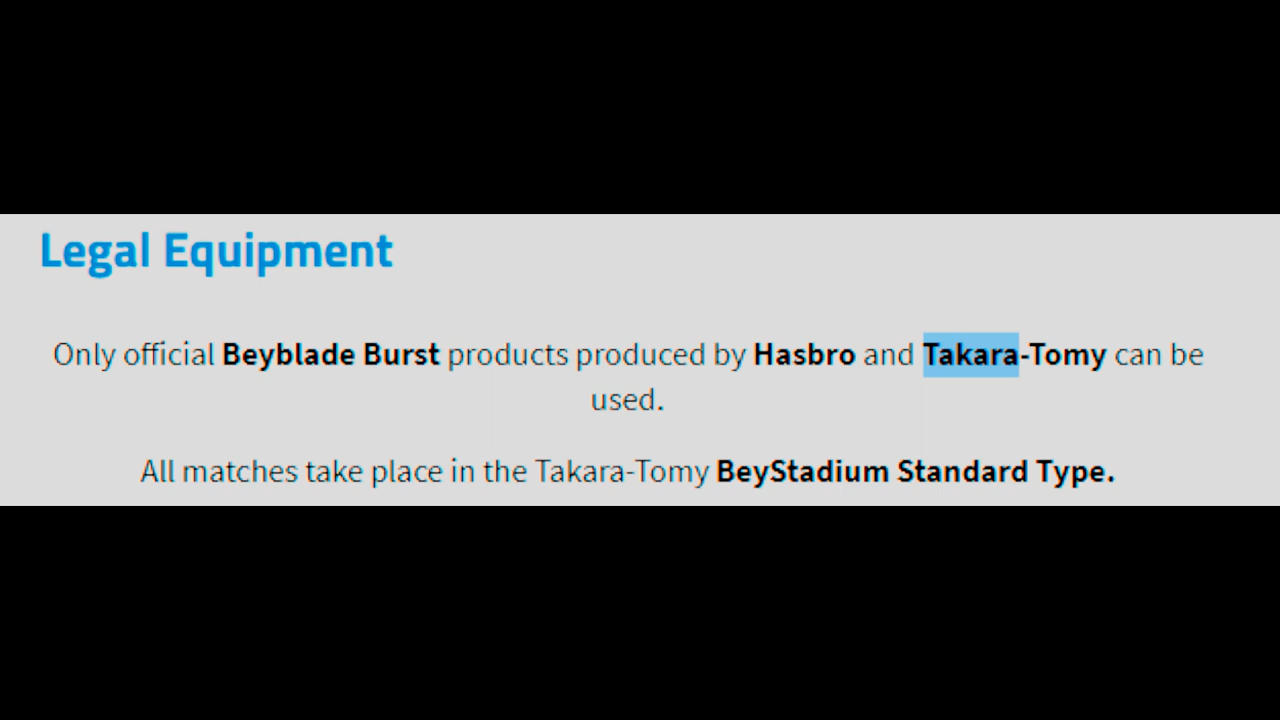 Legal Equipment
Only official Beyblade Burst products produced by Hasbro and Takara-Tomy can be
used.
All matches take place in the Takara-Tomy BeyStadium Standard Type.